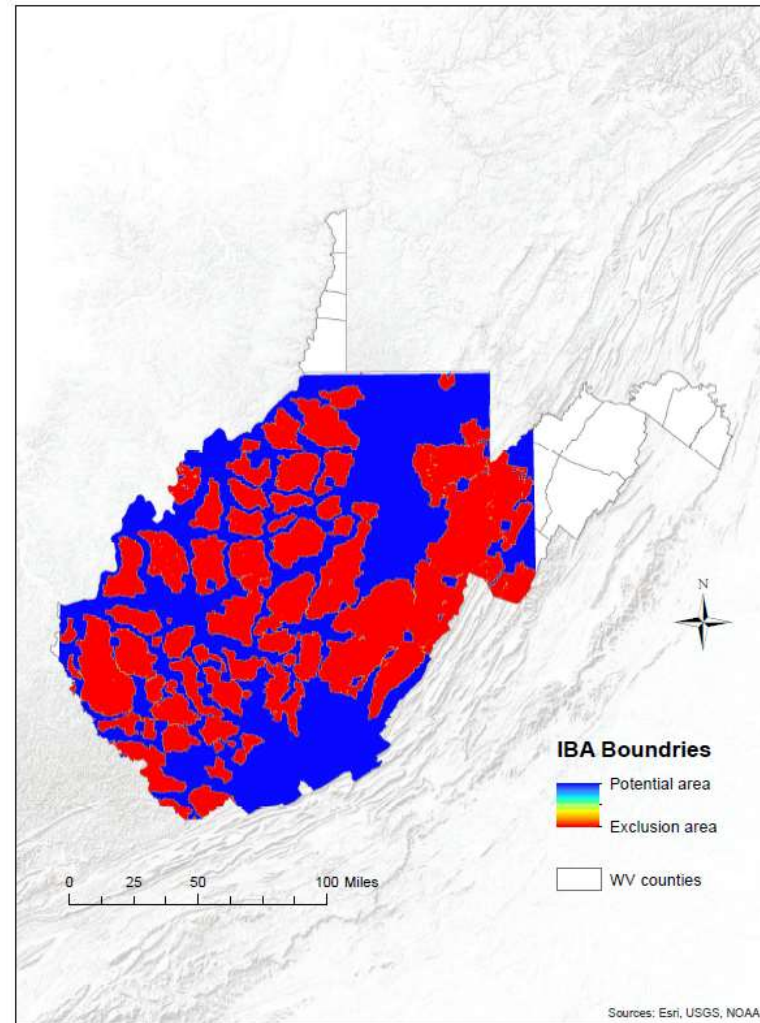 N
IBA Boundries
Potential area
Exclusion area
WV counties
0 25 50 100 Miles
Sources: Esri, USGS, NOAA